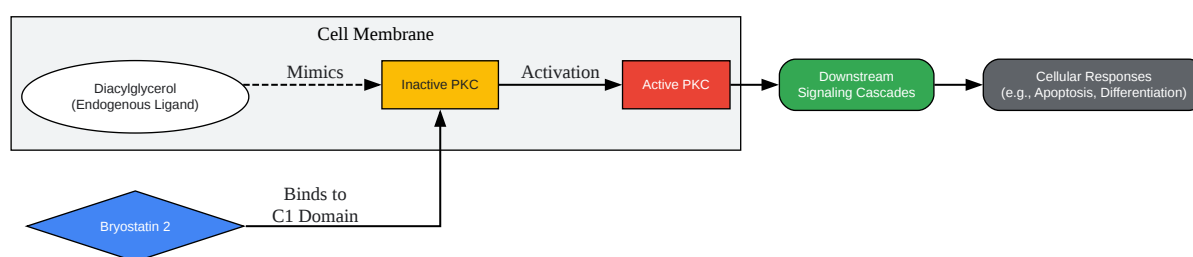 Cell Membrane
Diacylglycerol
(Endogenous Ligand)
Mimics
Inactive PKC
Activation
Active PKC
Downstream
Signaling Cascades
Cellular Responses
(e.g., Apoptosis, Differentiation)
Bryostatin 2
Binds to
C1 Domain